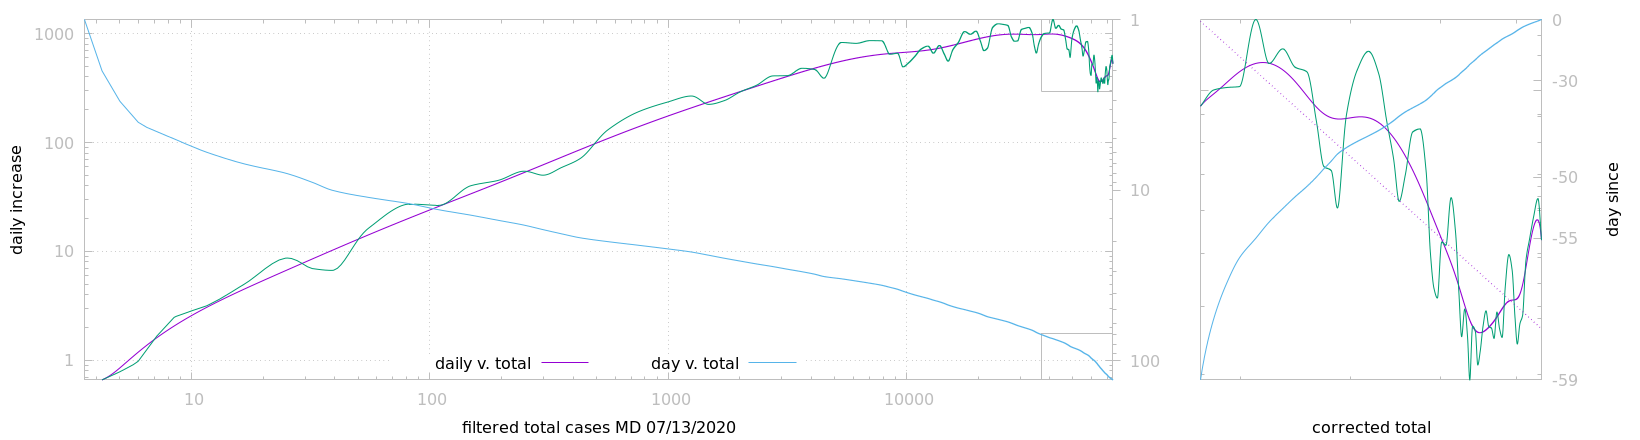 1000
100
10
1
daily increase
10
100
1000
10000
filtered total cases MD 07/13/2020
daily v. total
day v. total
1
10
100
0
-30
-50
-55
-59
day since
corrected total